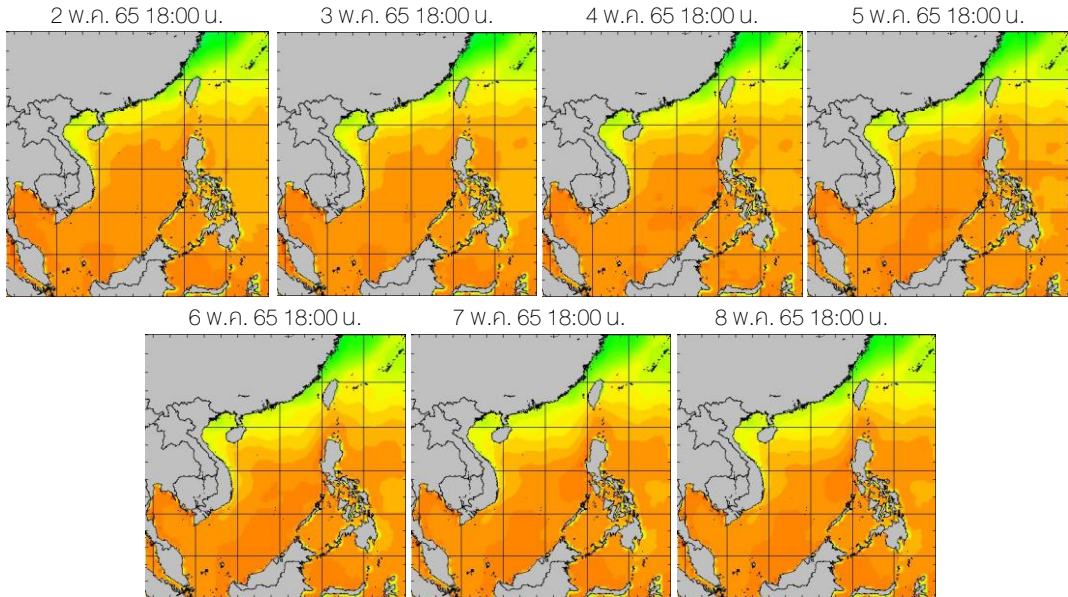 2 พ.ค. 65 18:00 น.
3 พ.ค. 65 18:00 น.
4 พ.ค. 65 18:00 น.
5 พ.ค. 65 18:00 น.
6 พ.ค. 65 18:00 น.
7 พ.ค. 65 18:00 น.
8 พ.ค. 65 18:00 น.